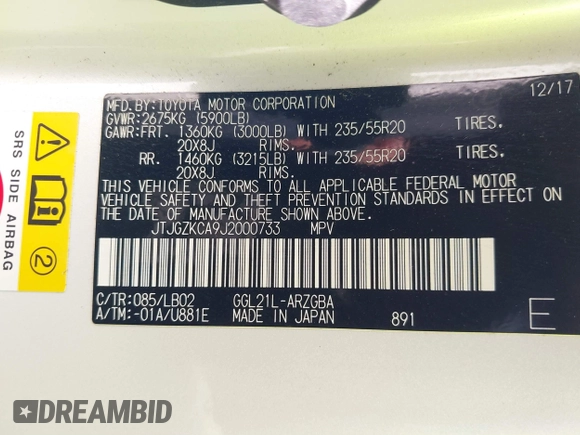 MFD.BY:TOYOTA MOTOR CORPORATION 12/17
GVWR:2675KG (5900LB)
GAWR:FRT. 1360KG (3000LB) WITH 235/55R20 TIRES.
20X8J RIMS.
RR. 1460KG (3215LB) WITH 235/55R20 TIRES.
20X8J RIMS.
THIS VEHICLE CONFORMS TO ALL APPLICABLE FEDERAL MOTOR
VEHICLE SAFETY AND THEFT PREVENTION STANDARDS IN EFFECT ON
THE DATE OF MANUFACTURE SHOWN ABOVE.
JTJGZKCA9J2000733 MPV
C/TR:085/LB02 GGL21L-ARZGBA
A/TM:-01A/U881E MADE IN JAPAN 891 E
SRS SIDE AIRBAG
2
DREAMBID